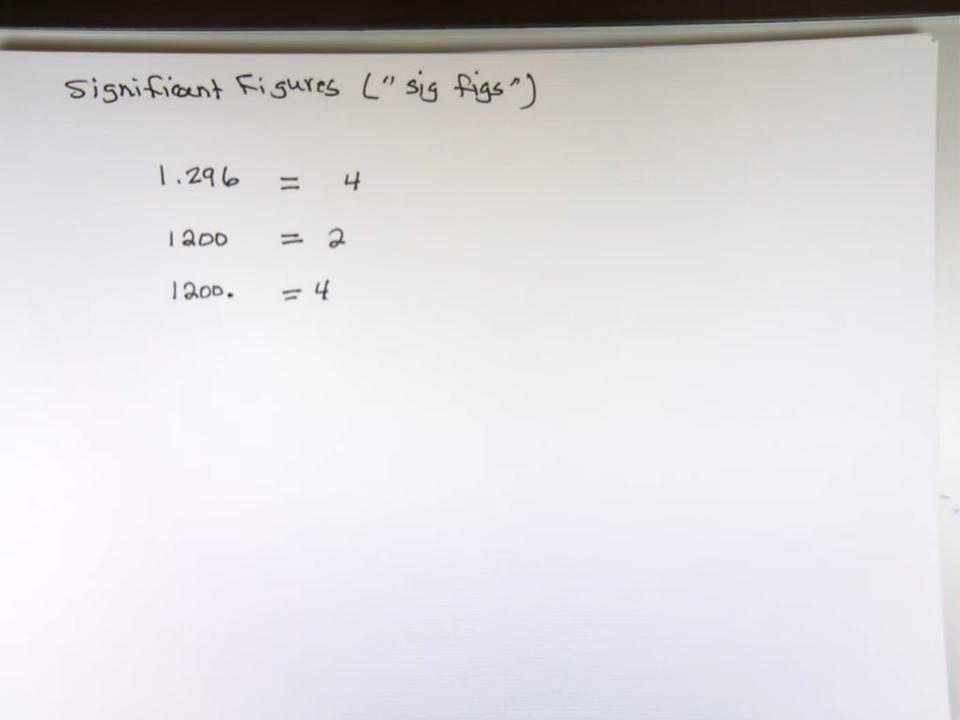 Significant Figures ("sig figs")
1.296 = 4
1200 = 2
1200. = 4